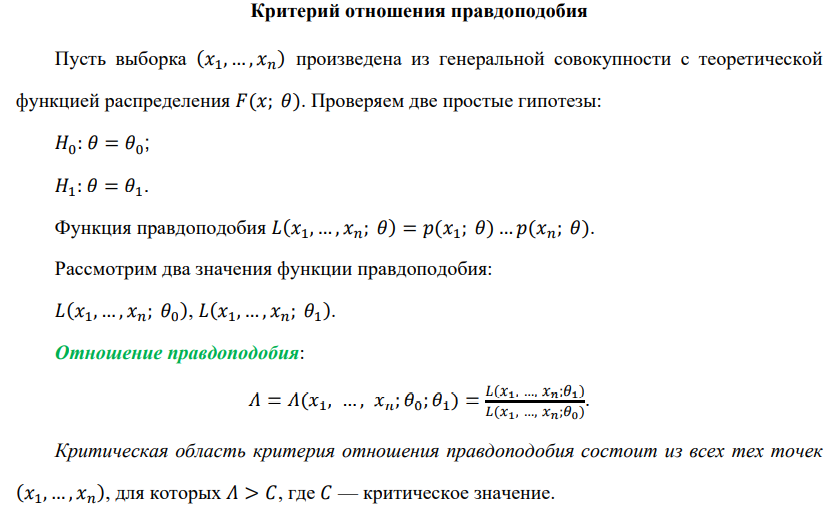 Критерий отношения правдоподобия
Пусть выборка (𝑥₁, … , 𝑥ₙ) произведена из генеральной совокупности с теоретической
функцией распределения 𝐹(𝑥; 𝜃). Проверяем две простые гипотезы:
𝐻₀: 𝜃 = 𝜃₀;
𝐻₁: 𝜃 = 𝜃₁.
Функция правдоподобия 𝐿(𝑥₁, … , 𝑥ₙ; 𝜃) = 𝑝(𝑥₁; 𝜃) … 𝑝(𝑥ₙ; 𝜃).
Рассмотрим два значения функции правдоподобия:
𝐿(𝑥₁, … , 𝑥ₙ; 𝜃₀), 𝐿(𝑥₁, … , 𝑥ₙ; 𝜃₁).
Отношение правдоподобия:
𝛬 = 𝛬(𝑥₁, … , 𝑥ₙ; 𝜃₀; 𝜃₁) = 𝐿(𝑥₁, …, 𝑥ₙ;𝜃₁) / 𝐿(𝑥₁, …, 𝑥ₙ;𝜃₀).
Критическая область критерия отношения правдоподобия состоит из всех тех точек
(𝑥₁, … , 𝑥ₙ), для которых 𝛬 > 𝐶, где 𝐶 — критическое значение.